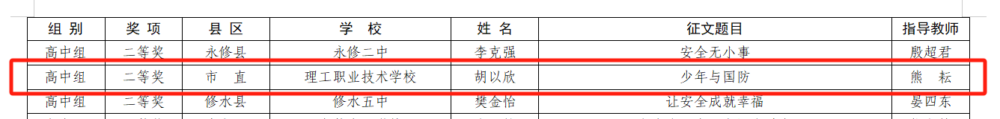 组 别 奖 项 县 区 学 校 姓 名 征文题目 指导教师
高中组 二等奖 永修县 永修二中 李克强 安全无小事 殷超君
高中组 二等奖 市 直 理工职业技术学校 胡以欣 少年与国防 熊 耘
高中组 二等奖 修水县 修水五中 樊金怡 让安全成就幸福 晏四东